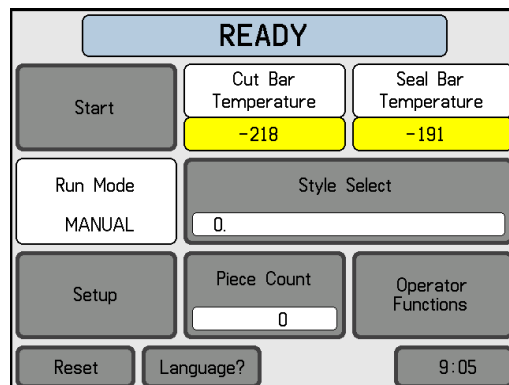 READY
Start
Cut Bar
Temperature
-218
Seal Bar
Temperature
-191
Run Mode
MANUAL
Style Select
0.
Setup
Piece Count
0
Operator
Functions
Reset
Language?
9:05